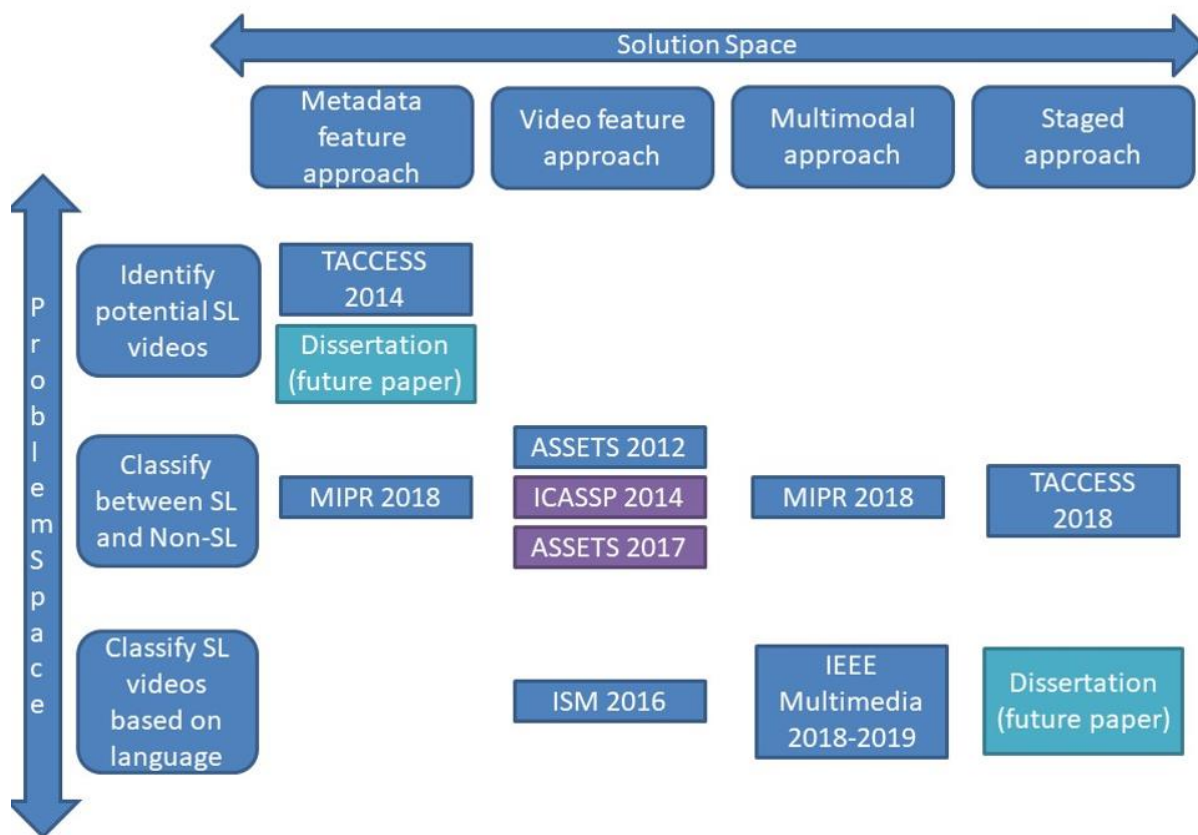 Solution Space
Metadata
feature
approach
Video feature
approach
Multimodal
approach
Staged
approach
Problem Space
Identify
potential SL
videos
TACCESS
2014
Dissertation
(future paper)
Classify
between SL
and Non-SL
MIPR 2018
ASSETS 2012
ICASSP 2014
ASSETS 2017
MIPR 2018
TACCESS
2018
Classify SL
videos
based on
language
ISM 2016
IEEE
Multimedia
2018-2019
Dissertation
(future paper)